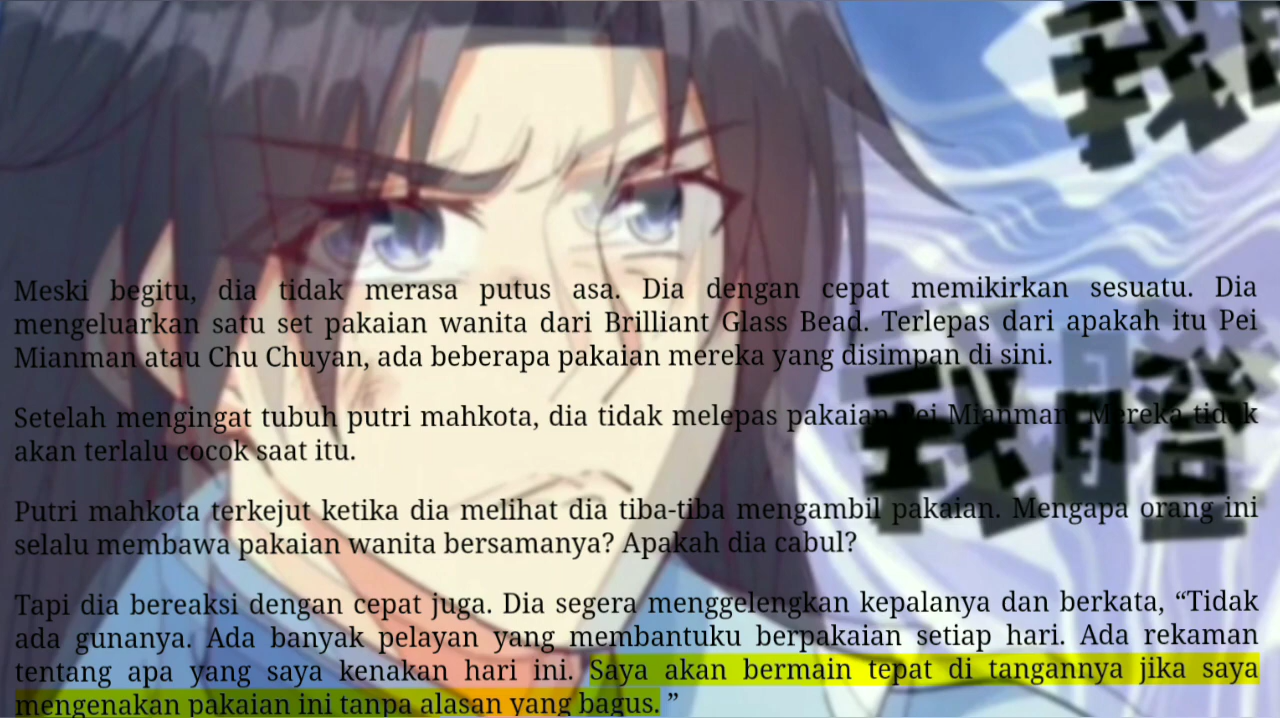 我
Meski begitu, dia tidak merasa putus asa. Dia dengan cepat memikirkan sesuatu. Dia
mengeluarkan satu set pakaian wanita dari Brilliant Glass Bead. Terlepas dari apakah itu Pei
Mianman atau Chu Chuyan, ada beberapa pakaian mereka yang disimpan di sini.
Setelah mengingat tubuh putri mahkota, dia tidak melepas pakaian Pei Mianman. Mereka tidak
akan terlalu cocok saat itu.
我瞪
Putri mahkota terkejut ketika dia melihat dia tiba-tiba mengambil pakaian. Mengapa orang ini
selalu membawa pakaian wanita bersamanya? Apakah dia cabul?
Tapi dia bereaksi dengan cepat juga. Dia segera menggelengkan kepalanya dan berkata, “Tidak
ada gunanya. Ada banyak pelayan yang membantuku berpakaian setiap hari. Ada rekaman
tentang apa yang saya kenakan hari ini. Saya akan bermain tepat di tangannya jika saya
mengenakan pakaian ini tanpa alasan yang bagus. ”